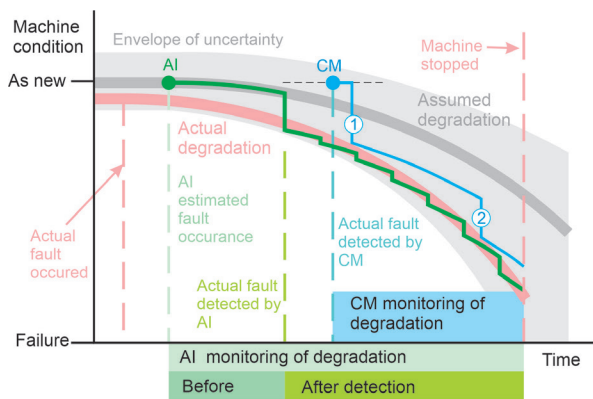 Machine
condition
Envelope of uncertainty
Machine
stopped
AI
CM
As new
Assumed
degradation
1
Actual
degradation
AI
estimated
fault
occurance
2
Actual fault
detected by
CM
Actual
fault
occured
Actual fault
detected by
AI
CM monitoring of
degradation
Failure
Time
AI monitoring of degradation
Before
After detection